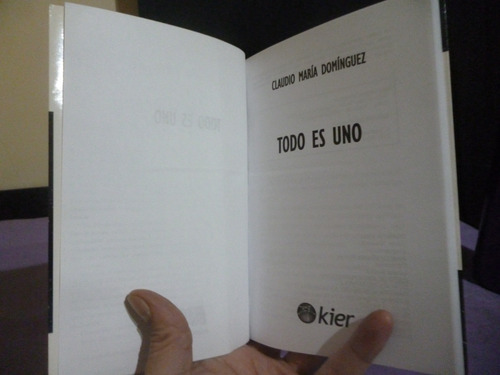 CLAUDIO MARÍA DOMÍNGUEZ
TODO ES UNO
kier